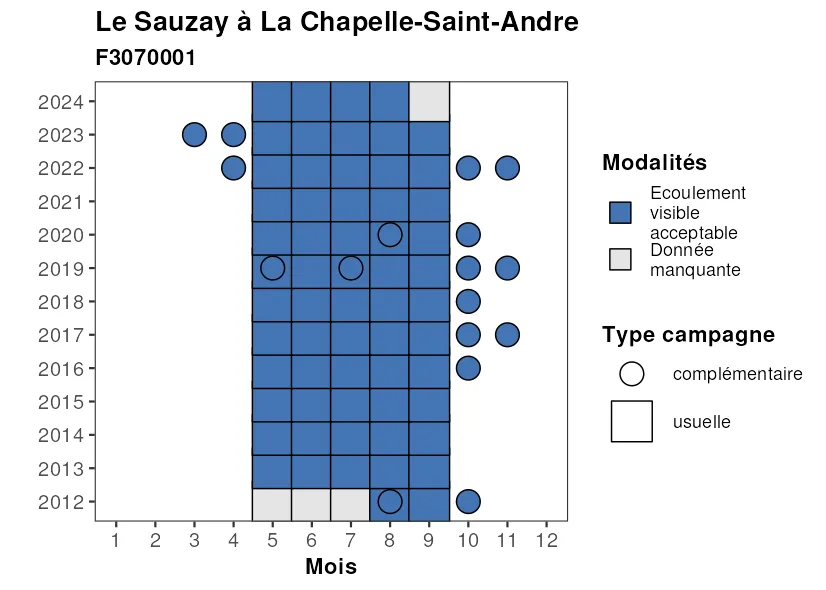 Le Sauzay à La Chapelle-Saint-Andre
F3070001
2024
2023
2022
2021
2020
2019
2018
2017
2016
2015
2014
2013
2012
1 2 3 4 5 6 7 8 9 10 11 12
Mois
Modalités
Ecoulement
visible
acceptable
Donnée
manquante
Type campagne
complémentaire
usuelle